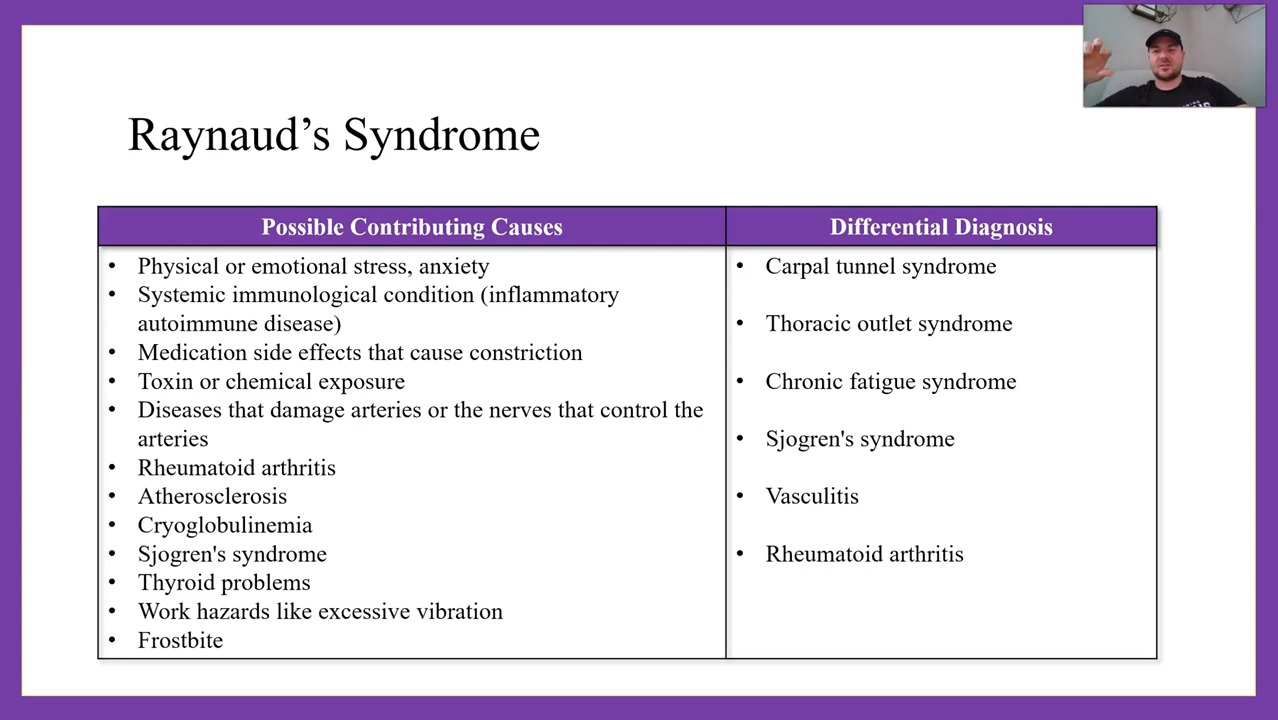 Raynaud’s Syndrome
Possible Contributing Causes
• Physical or emotional stress, anxiety
• Systemic immunological condition (inflammatory
autoimmune disease)
• Medication side effects that cause constriction
• Toxin or chemical exposure
• Diseases that damage arteries or the nerves that control the
arteries
• Rheumatoid arthritis
• Atherosclerosis
• Cryoglobulinemia
• Sjogren's syndrome
• Thyroid problems
• Work hazards like excessive vibration
• Frostbite
Differential Diagnosis
• Carpal tunnel syndrome
• Thoracic outlet syndrome
• Chronic fatigue syndrome
• Sjogren's syndrome
• Vasculitis
• Rheumatoid arthritis